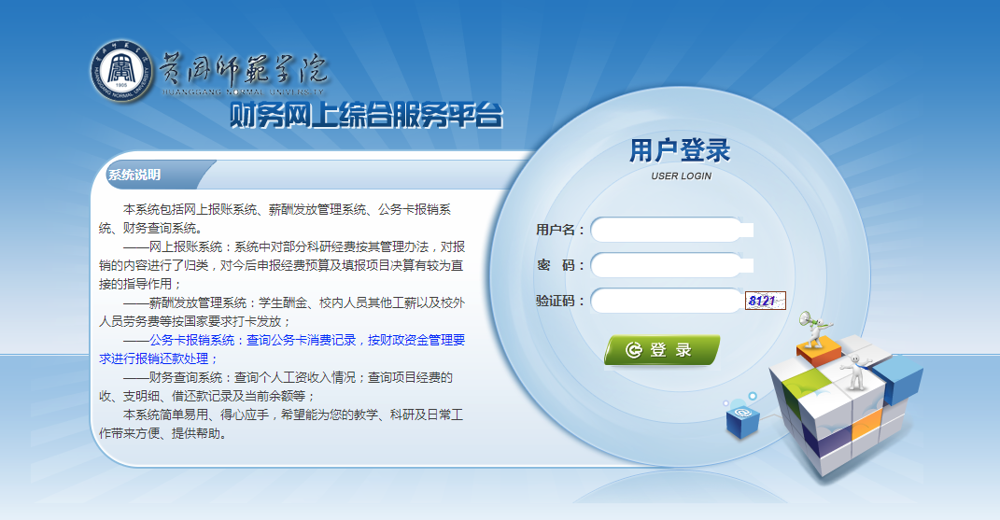 黄冈师范学院
HUANGGANG NORMAL UNIVERSITY
1905
黄冈師範学院
HUANGGANG NORMAL UNIVERSITY
财务网上综合服务平台
系统说明
本系统包括网上报账系统、薪酬发放管理系统、公务卡报销系
统、财务查询系统。
——网上报账系统：系统中对部分科研经费按其管理办法，对报
销的内容进行了归类，对今后申报经费预算及填报项目决算有较为直
接的指导作用；
——薪酬发放管理系统：学生酬金、校内人员其他工薪以及校外
人员劳务费等按国家要求打卡发放；
——公务卡报销系统：查询公务卡消费记录，按财政资金管理要
求进行报销还款处理；
——财务查询系统：查询个人工资收入情况；查询项目经费的
收、支明细、借还款记录及当前余额等；
本系统简单易用、得心应手，希望能为您的教学、科研及日常工
作带来方便、提供帮助。
用户登录
USER LOGIN
用户名：
密 码：
验证码：
8121
登 录